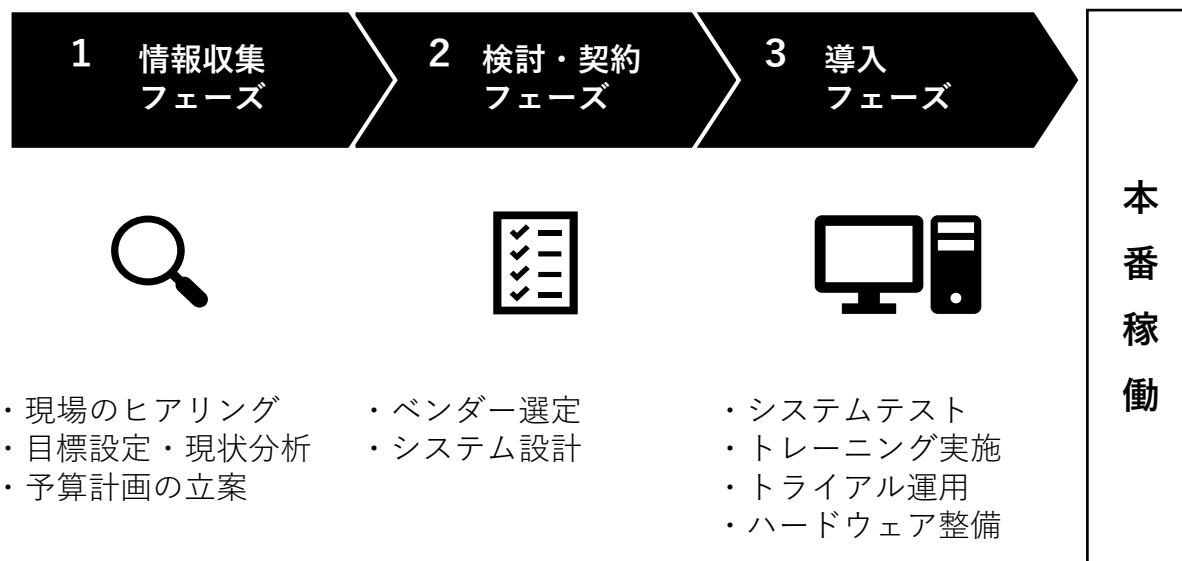 1 情報収集
フェーズ
2 検討・契約
フェーズ
3 導入
フェーズ
・現場のヒアリング
・目標設定・現状分析
・予算計画の立案
・ベンダー選定
・システム設計
・システムテスト
・トレーニング実施
・トライアル運用
・ハードウェア整備
本番稼働